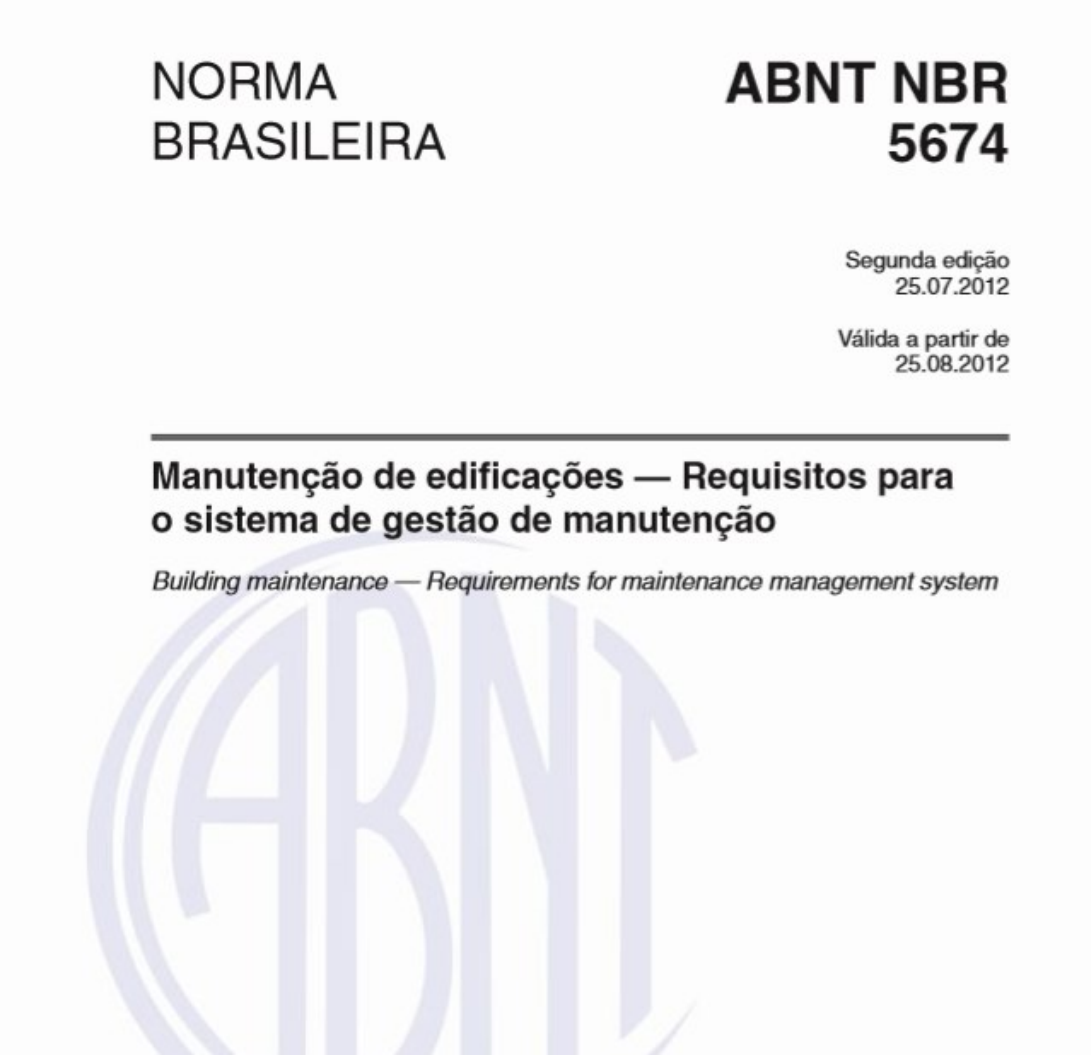 NORMA
BRASILEIRA
ABNT NBR
5674
Segunda edição
25.07.2012
Válida a partir de
25.08.2012
Manutenção de edificações — Requisitos para
o sistema de gestão de manutenção
Building maintenance — Requirements for maintenance management system
ABNT